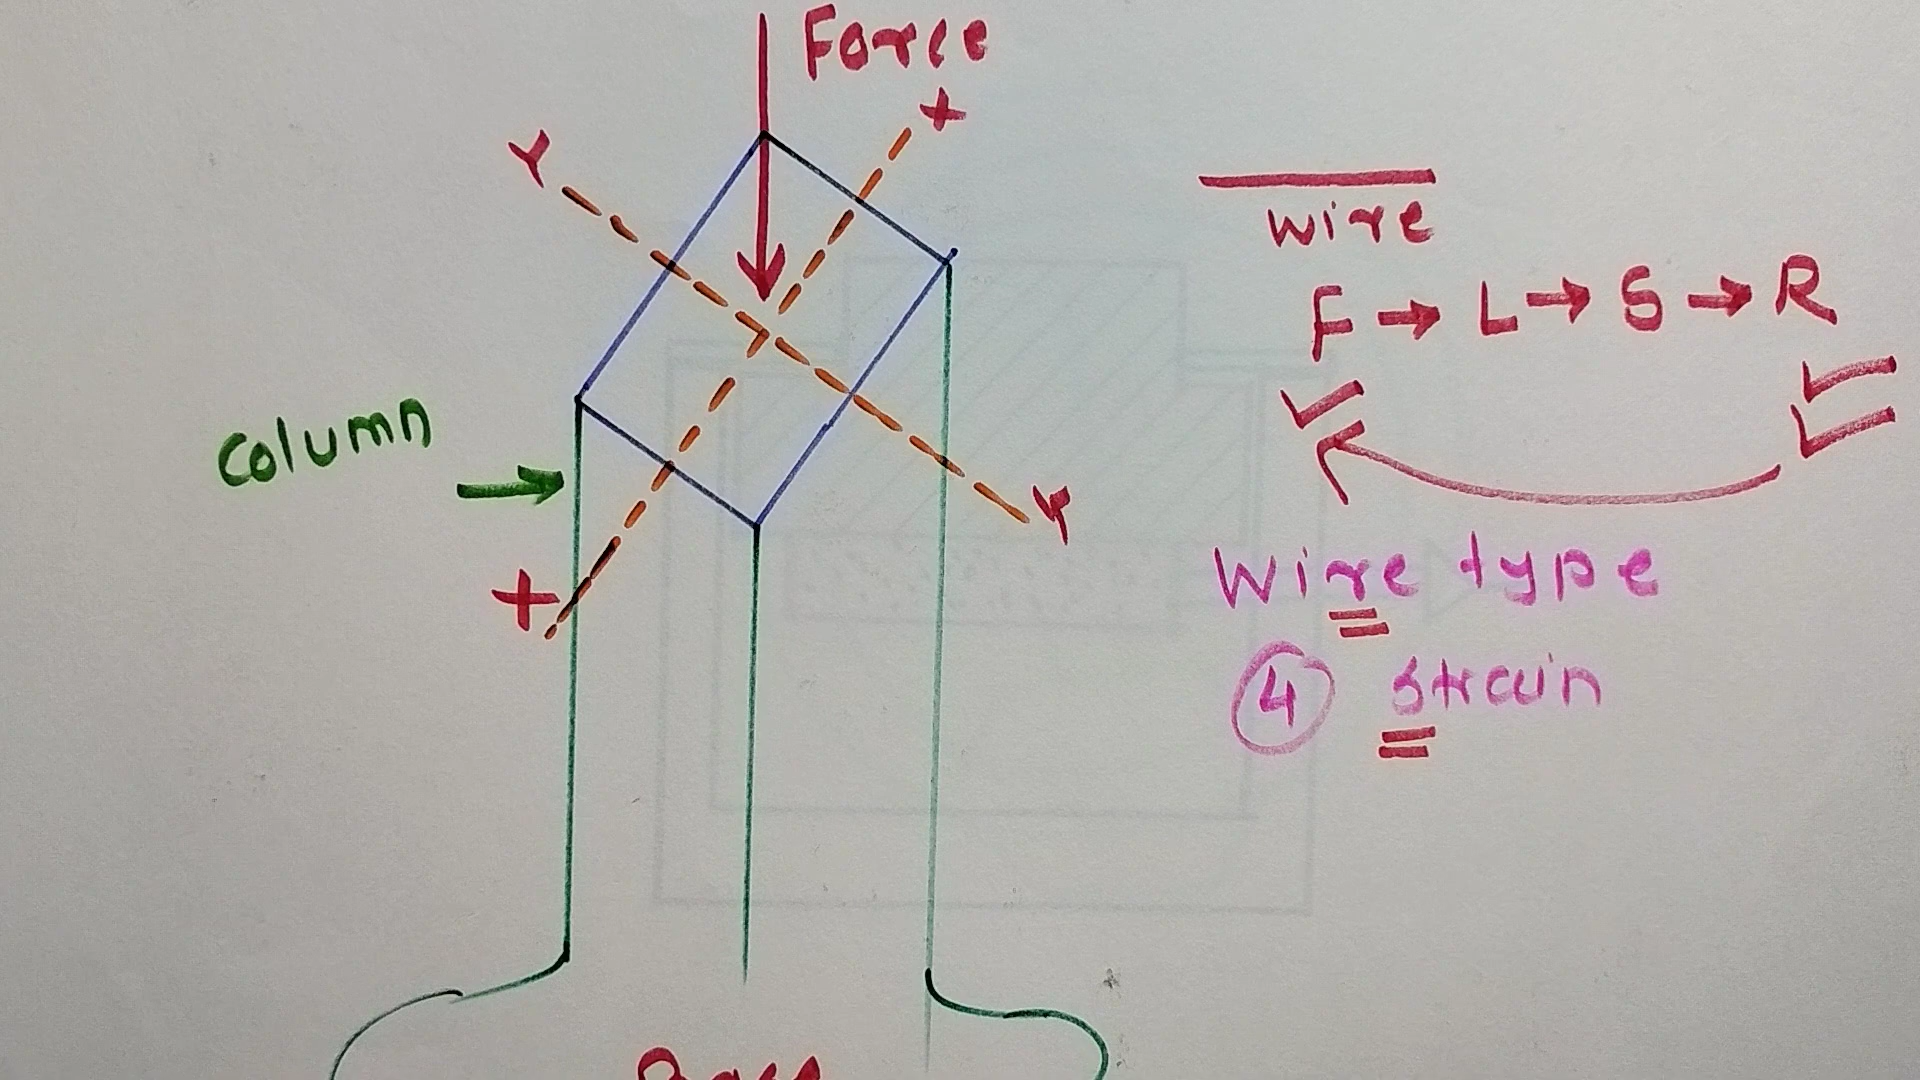 Force
X
Y
wire
F → L → S → R
column
Y
X
Wire type
④ strain